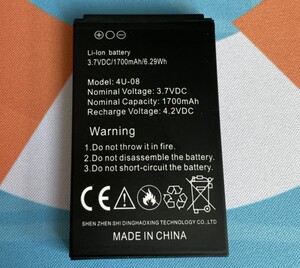 Li-Ion battery
3.7VDC/1700mAh/6.29Wh
Model: 4U-08
Nominal Voltage: 3.7VDC
Nominal Capacity: 1700mAh
Recharge Voltage: 4.2VDC
Warning
1.Do not throw it in fire.
2.Do not disassemble the battery.
3.Do not short-circuit the battery.
CE FC
SHEN ZHEN SHI DINGHAOXING TECHNOLOGY CO.,LTD
MADE IN CHINA